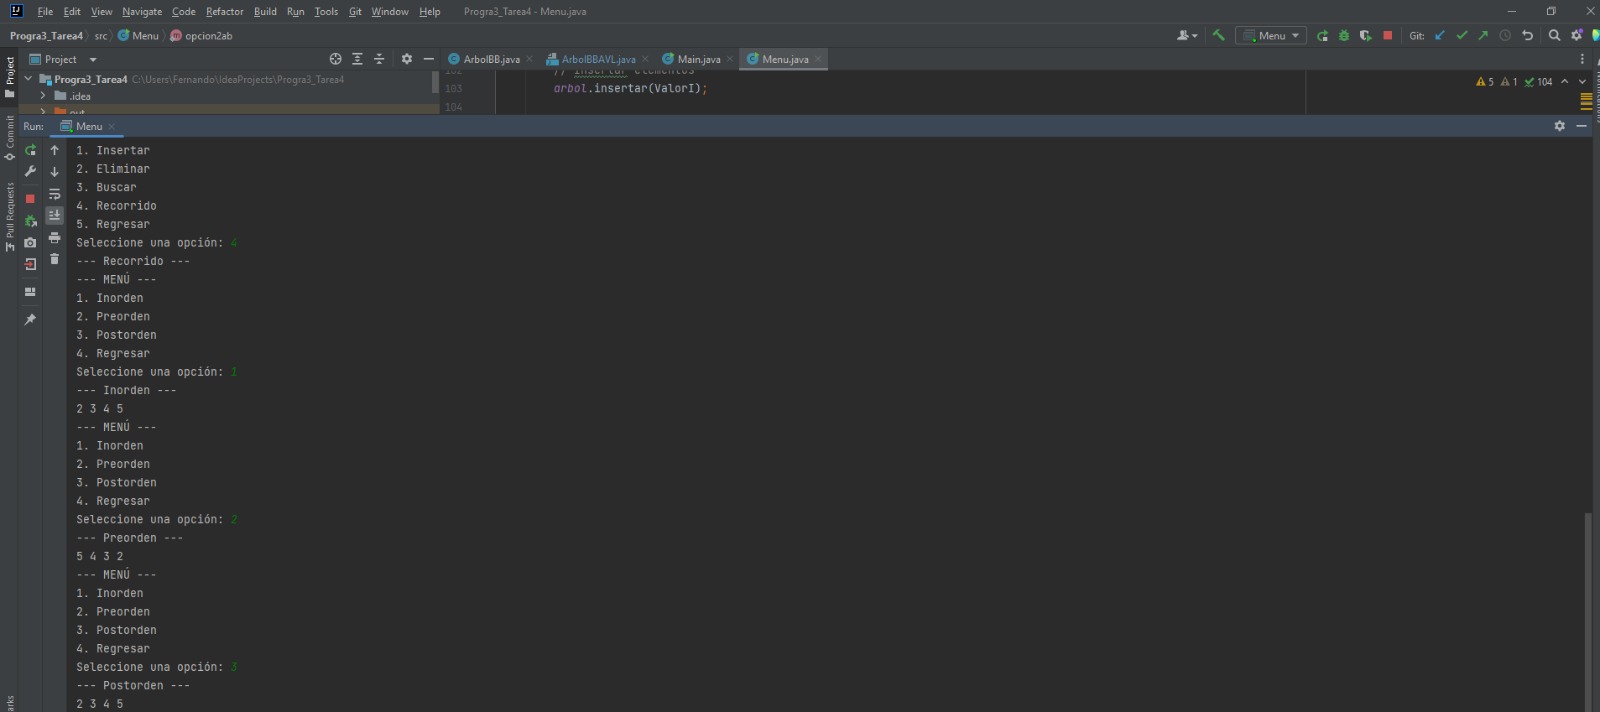 File Edit View Navigate Code Refactor Build Run Tools Git Window Help Progra3_Tarea4 - Menu.java
Progra3_Tarea4 src Menu opcion2ab Menu Git:
Project ArbolBB.java ArbolBBAVL.java Main.java Menu.java
Progra3_Tarea4 C:\Users\Fernando\IdeaProjects\Progra3_Tarea4
.idea
102 // Insertar elementos
103 arbol.insertar(ValorI);
104
5 1 104
Project
Commit
Pull Requests
Run: Menu
1. Insertar
2. Eliminar
3. Buscar
4. Recorrido
5. Regresar
Seleccione una opción: 4
--- Recorrido ---
--- MENÚ ---
1. Inorden
2. Preorden
3. Postorden
4. Regresar
Seleccione una opción: 1
--- Inorden ---
2 3 4 5
--- MENÚ ---
1. Inorden
2. Preorden
3. Postorden
4. Regresar
Seleccione una opción: 2
--- Preorden ---
5 4 3 2
--- MENÚ ---
1. Inorden
2. Preorden
3. Postorden
4. Regresar
Seleccione una opción: 3
--- Postorden ---
2 3 4 5